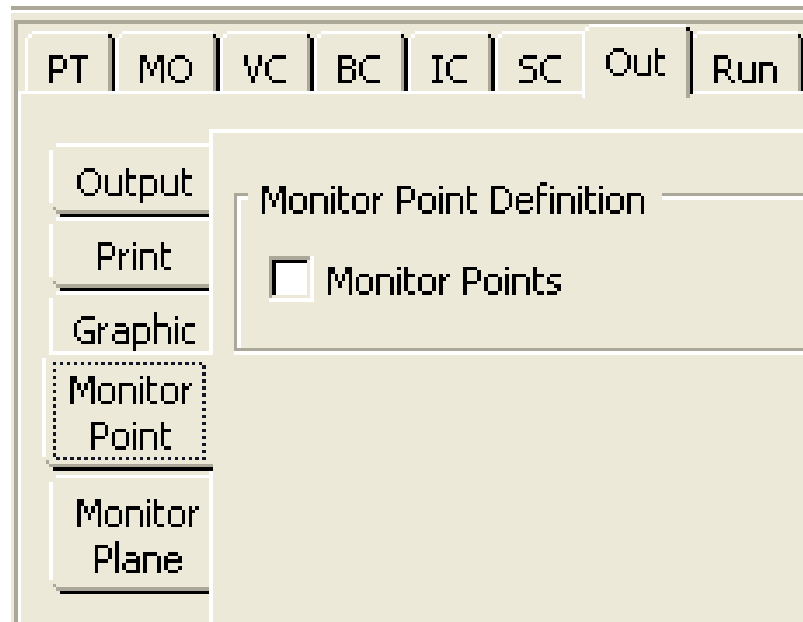 PT MO VC BC IC SC Out Run
Output
Print
Graphic
Monitor
Point
Monitor
Plane
Monitor Point Definition
Monitor Points